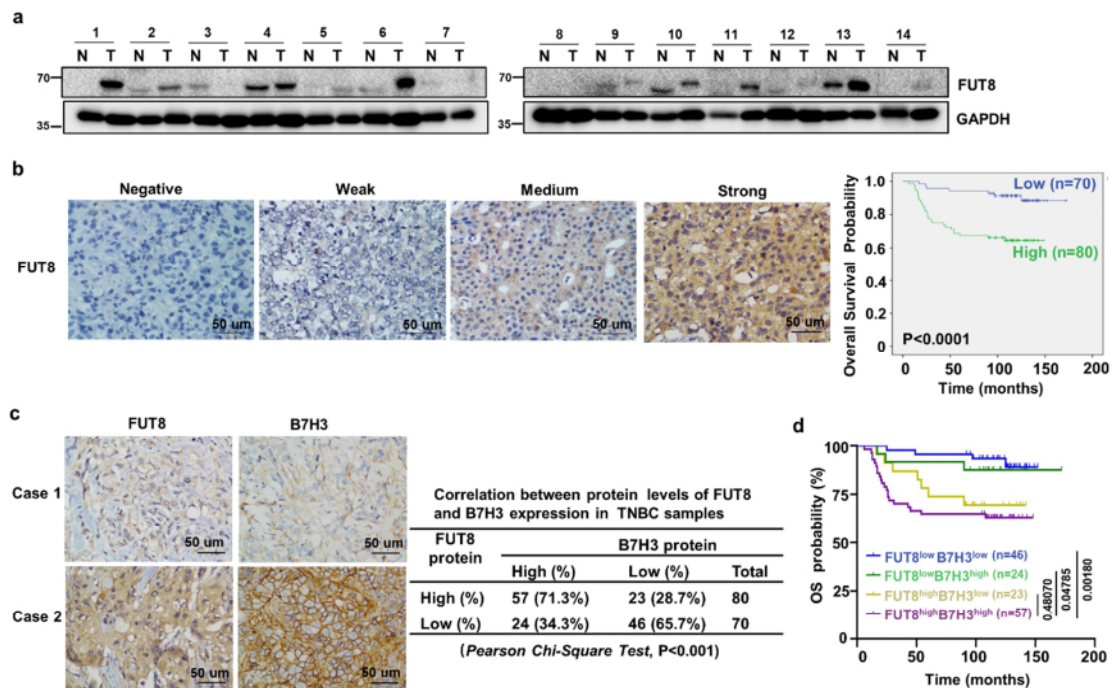 a
1 2 3 4 5 6 7 8 9 10 11 12 13 14
N T N T N T N T N T N T N T N T N T N T N T N T N T N T
70 70 FUT8
35 35 GAPDH
b
Negative Weak Medium Strong
FUT8
50 um 50 um 50 um 50 um
Overall Survival Probability
1.0
0.8
0.6
0.4
0.2
0
Low (n=70)
High (n=80)
P<0.0001
0 50 100 150 200
Time (months)
c
FUT8 B7H3
Case 1
50 um 50 um
Case 2
50 um 50 um
Correlation between protein levels of FUT8
and B7H3 expression in TNBC samples
FUT8 protein B7H3 protein
High (%) Low (%) Total
High (%) 57 (71.3%) 23 (28.7%) 80
Low (%) 24 (34.3%) 46 (65.7%) 70
(Pearson Chi-Square Test, P<0.001)
d
OS probability (%)
100
75
50
25
0
FUT8lowB7H3low (n=46)
FUT8lowB7H3high (n=24)
FUT8highB7H3low (n=23)
FUT8highB7H3high (n=57)
0.48070
0.04785
0.00180
0 50 100 150 200
Time (months)